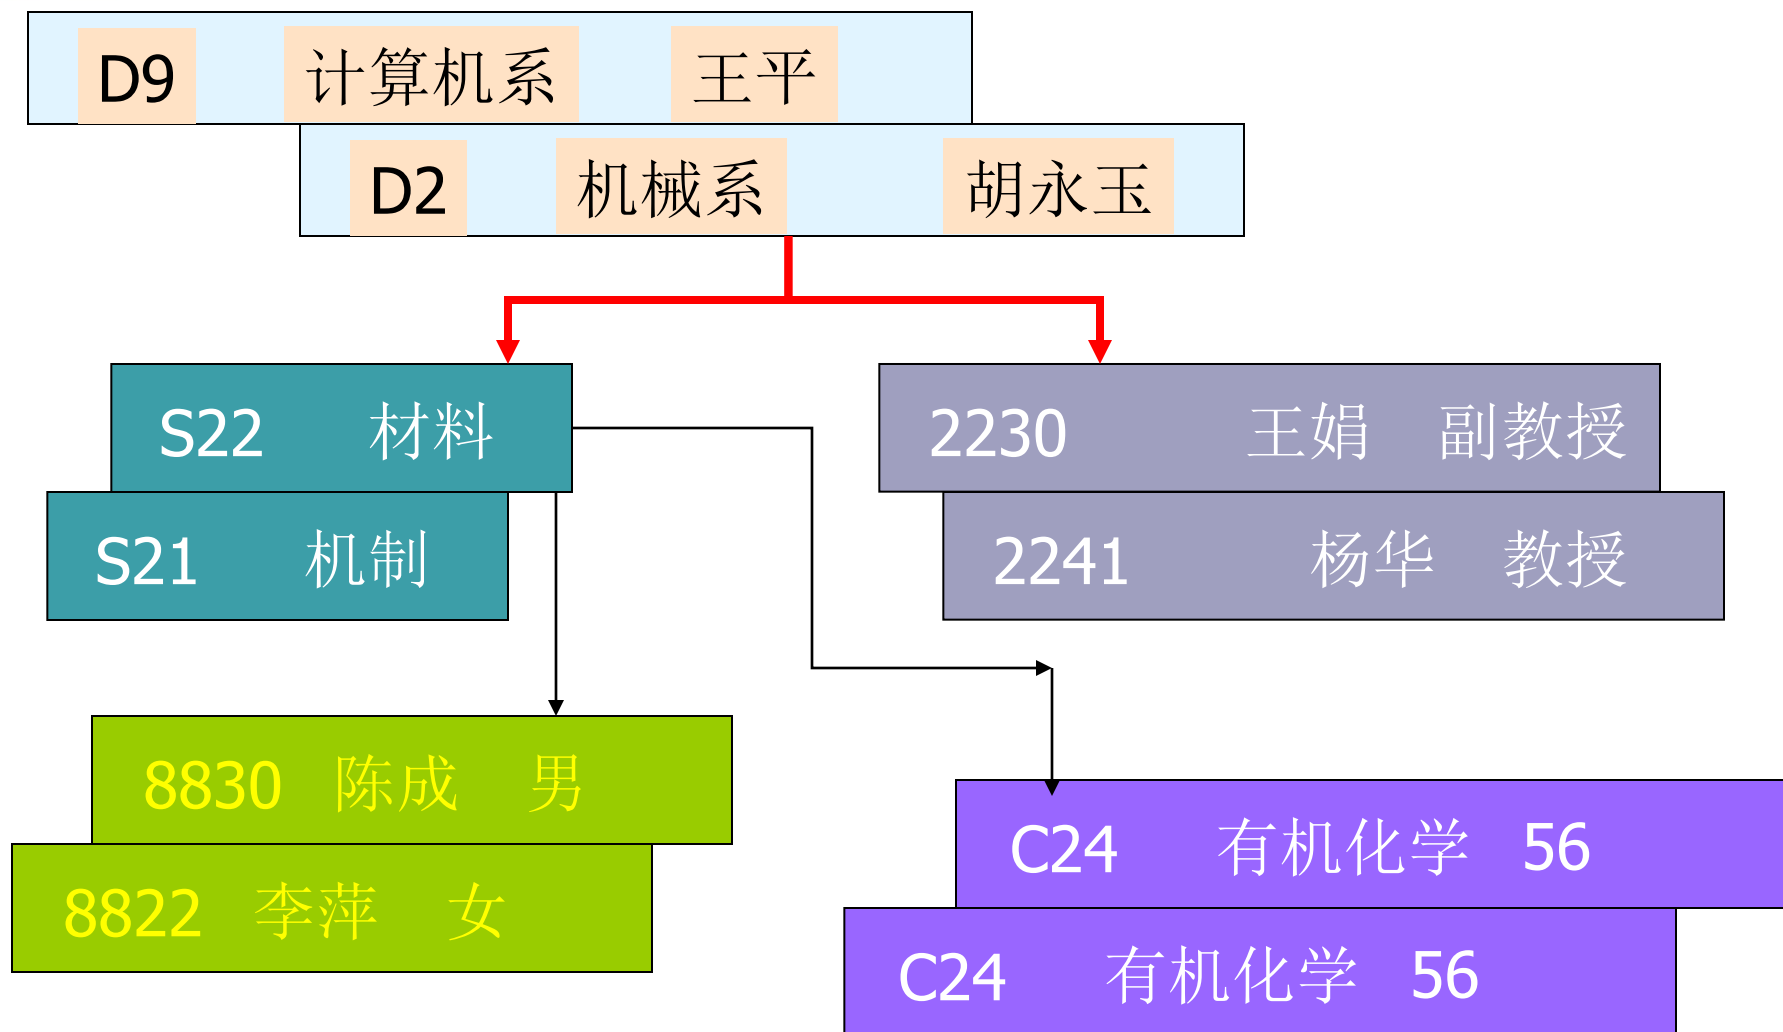 D9 计算机系 王平
D2 机械系 胡永玉
S22 材料
2230 王娟 副教授
S21 机制
2241 杨华 教授
8830 陈成 男
C24 有机化学 56
8822 李萍 女
C24 有机化学 56